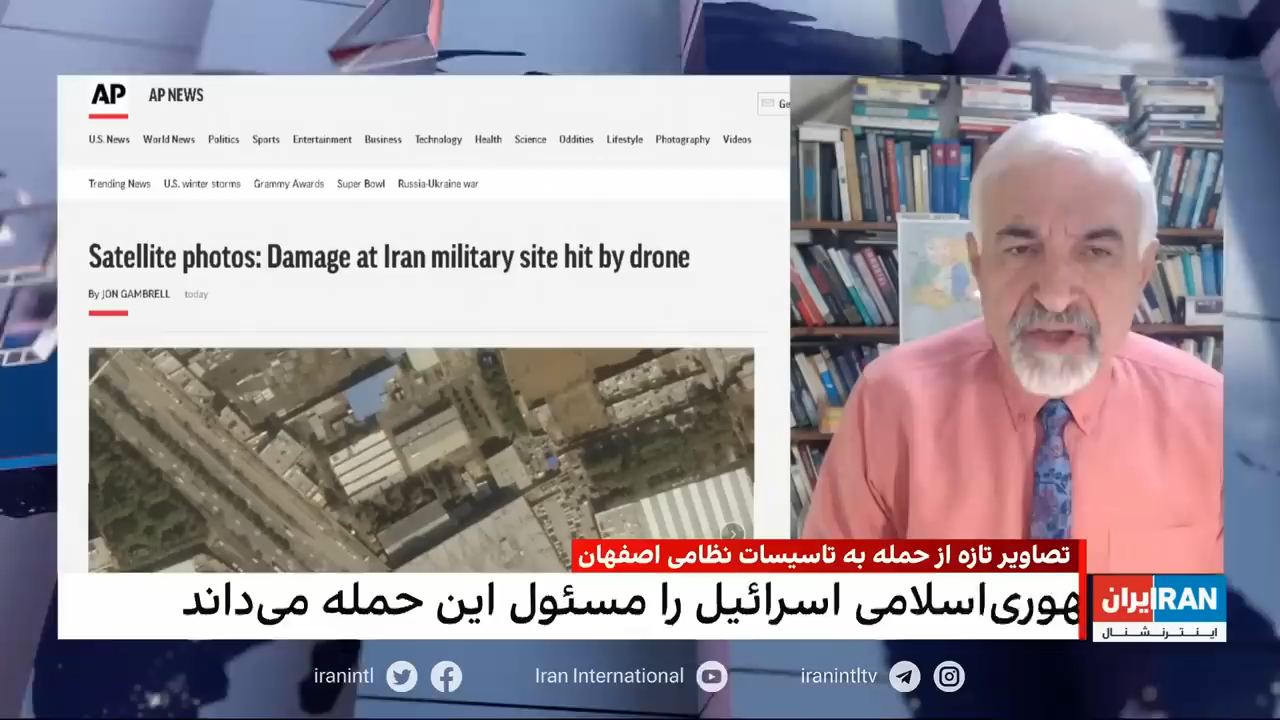 AP AP NEWS
Ge
U.S. News World News Politics Sports Entertainment Business Technology Health Science Oddities Lifestyle Photography Videos
Trending News U.S. winter storms Grammy Awards Super Bowl Russia-Ukraine war
Satellite photos: Damage at Iran military site hit by drone
By JON GAMBRELL today
تصاویر تازه از حمله به تاسیسات نظامی اصفهان
هوری‌اسلامی اسرائیل را مسئول این حمله می‌داند
ایران IRAN
اینترنشنال
iranintl Iran International iranintltv